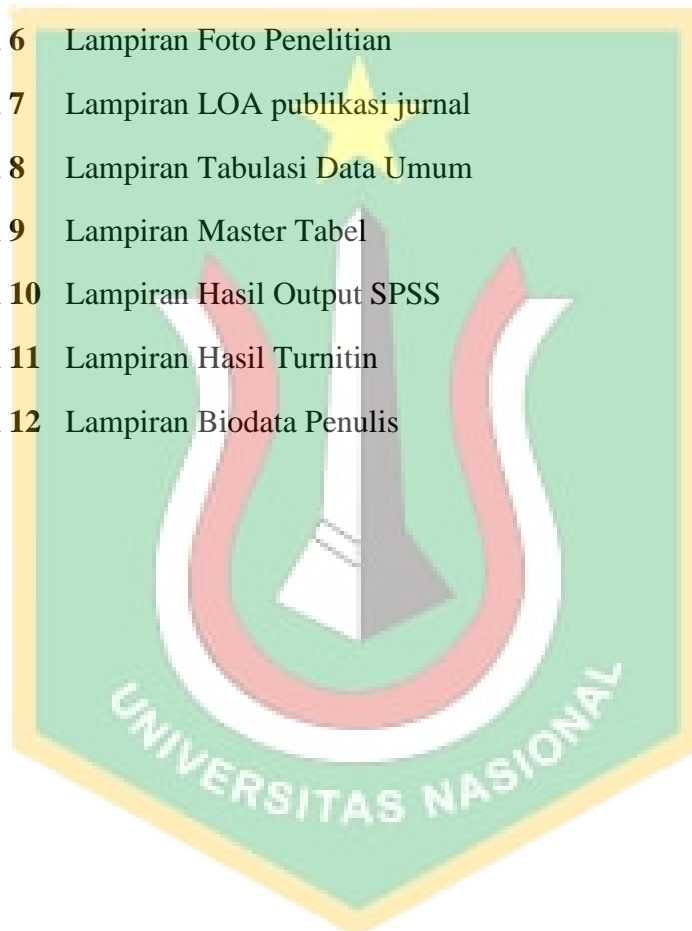 6 Lampiran Foto Penelitian
7 Lampiran LOA publikasi jurnal
8 Lampiran Tabulasi Data Umum
9 Lampiran Master Tabel
10 Lampiran Hasil Output SPSS
11 Lampiran Hasil Turnitin
12 Lampiran Biodata Penulis
UNIVERSITAS NASIONAL